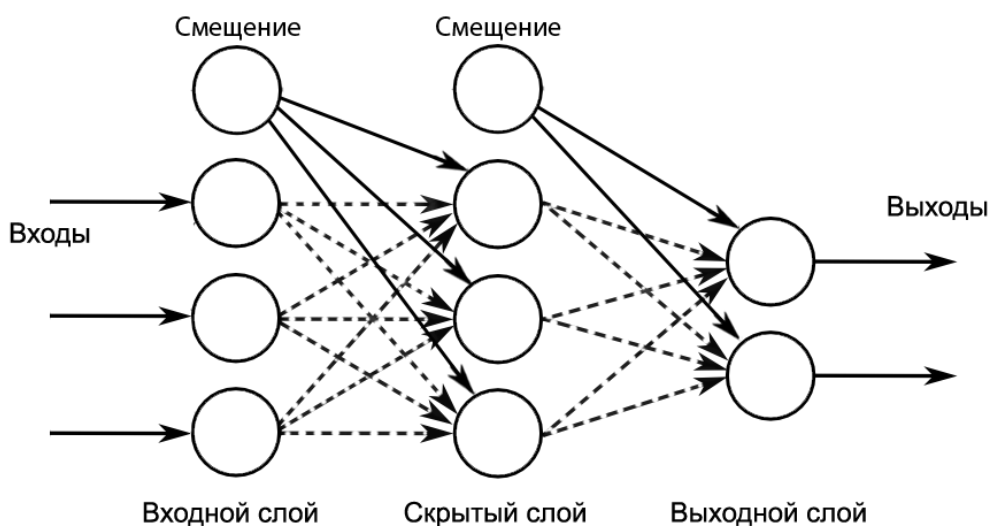 Смещение
Смещение
Входы
Выходы
Входной слой
Скрытый слой
Выходной слой